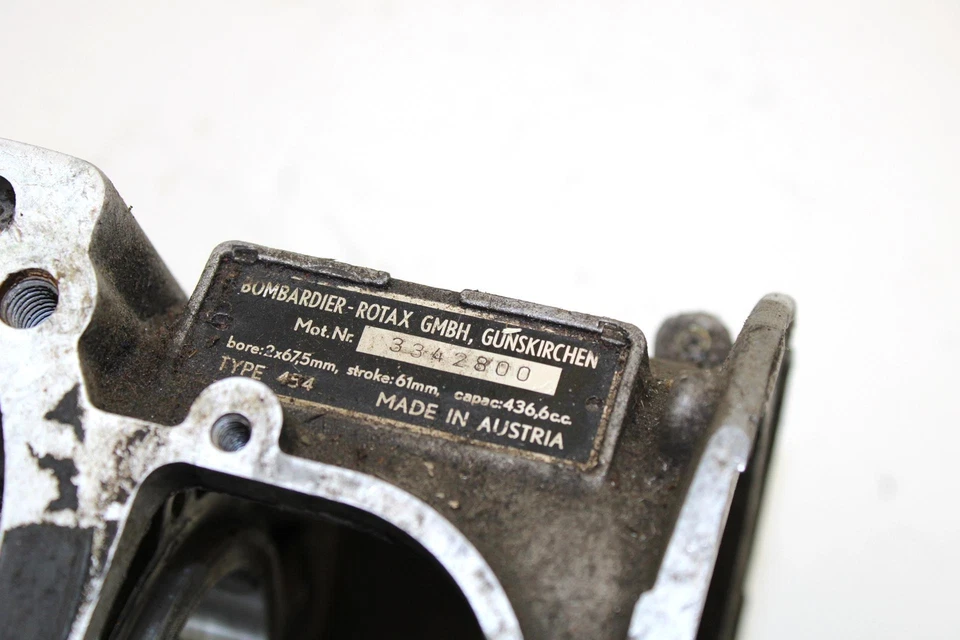 BOMBARDIER-ROTAX GMBH, GUNSKIRCHEN
Mot. Nr. 3342800
bore: 2x67,5mm, stroke: 61mm, capac: 436,6c.c.
TYPE 454
MADE IN AUSTRIA